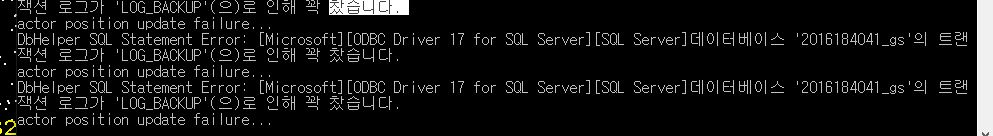 잭션 로그가 'LOG_BACKUP'(으)로 인해 꽉 찼습니다.
actor position update failure...
DbHelper SQL Statement Error: [Microsoft][ODBC Driver 17 for SQL Server][SQL Server]데이터베이스 '2016184041_gs'의 트랜
잭션 로그가 'LOG_BACKUP'(으)로 인해 꽉 찼습니다.
actor position update failure...
DbHelper SQL Statement Error: [Microsoft][ODBC Driver 17 for SQL Server][SQL Server]데이터베이스 '2016184041_gs'의 트랜
잭션 로그가 'LOG_BACKUP'(으)로 인해 꽉 찼습니다.
actor position update failure...